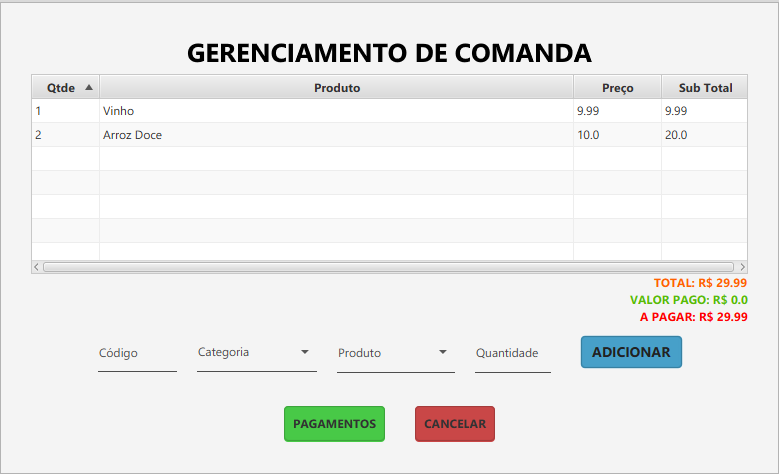 GERENCIAMENTO DE COMANDA
Qtde Produto Preço Sub Total
1 Vinho 9.99 9.99
2 Arroz Doce 10.0 20.0
TOTAL: R$ 29.99
VALOR PAGO: R$ 0.0
A PAGAR: R$ 29.99
Código Categoria Produto Quantidade ADICIONAR
PAGAMENTOS CANCELAR